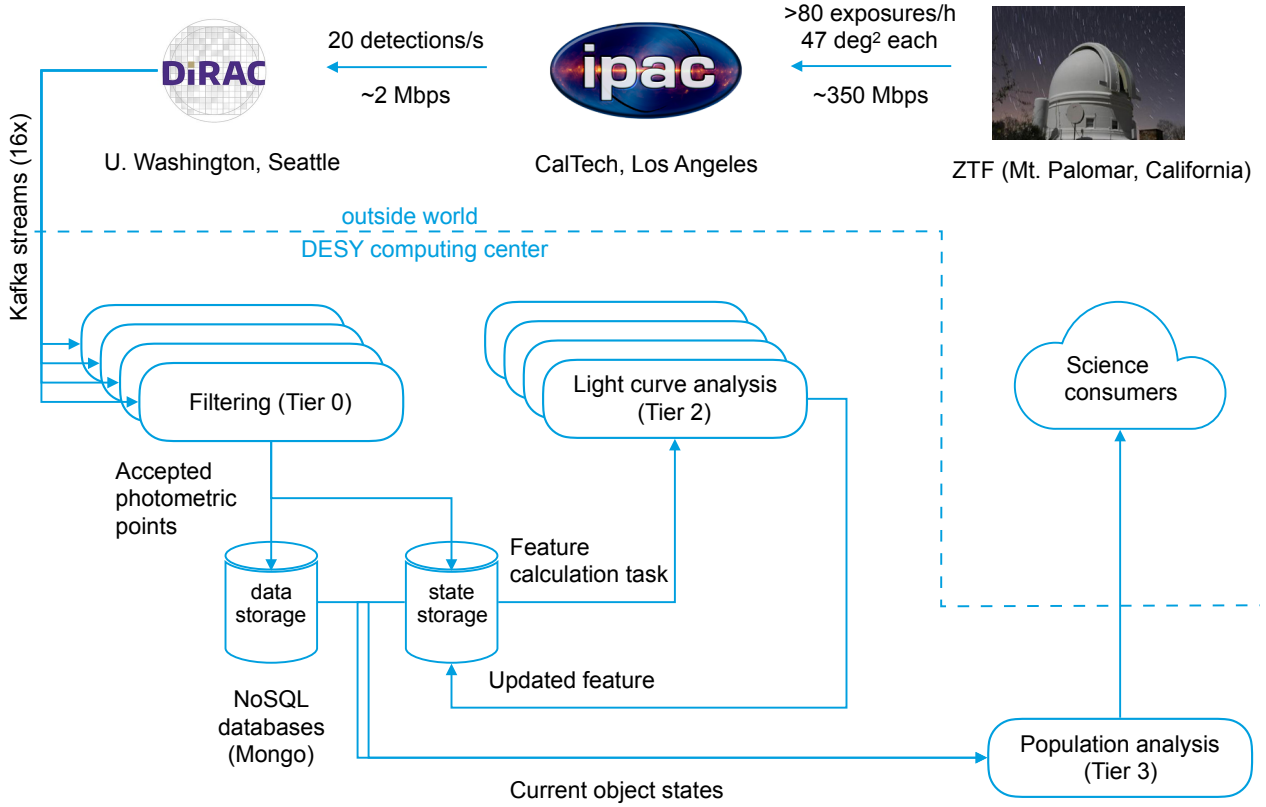 DiRAC
20 detections/s
~2 Mbps
ipac
>80 exposures/h
47 deg² each
~350 Mbps
U. Washington, Seattle
CalTech, Los Angeles
ZTF (Mt. Palomar, California)
Kafka streams (16x)
outside world
DESY computing center
Filtering (Tier 0)
Light curve analysis
(Tier 2)
Science
consumers
Accepted
photometric
points
Feature
calculation task
data
storage
state
storage
Updated feature
NoSQL
databases
(Mongo)
Population analysis
(Tier 3)
Current object states